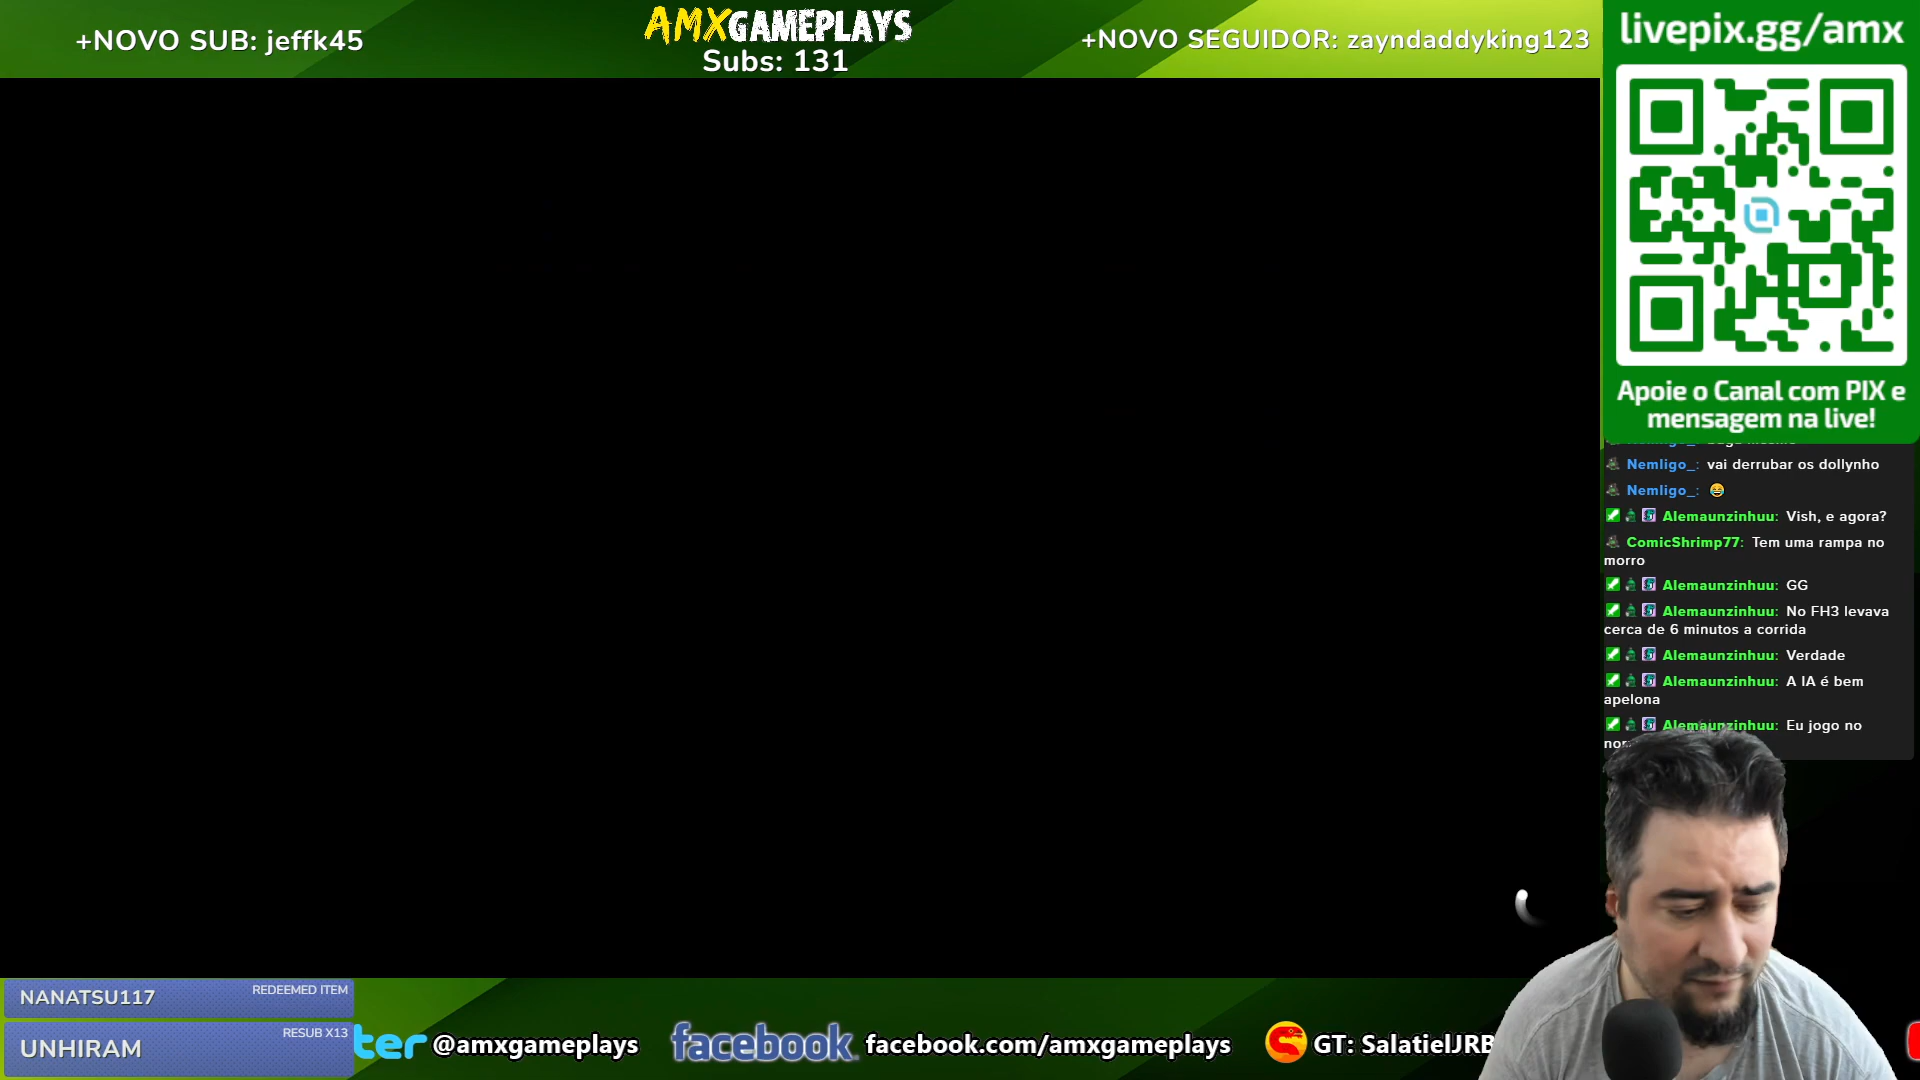 +NOVO SUB: jeffk45
AMXGAMEPLAYS
Subs: 131
+NOVO SEGUIDOR: zayndaddyking123
livepix.gg/amx
Apoie o Canal com PIX e
mensagem na live!
Nemligo_: vai derrubar os dollynho
Nemligo_: 😂
Alemaunzinhuu: Vish, e agora?
ComicShrimp77: Tem uma rampa no
morro
Alemaunzinhuu: GG
Alemaunzinhuu: No FH3 levava
cerca de 6 minutos a corrida
Alemaunzinhuu: Verdade
Alemaunzinhuu: A IA é bem
apelona
Alemaunzinhuu: Eu jogo no
NANATSU117
REDEEMED ITEM
UNHIRAM
RESUB X13
ter @amxgameplays
facebook facebook.com/amxgameplays
GT: SalatielJRB